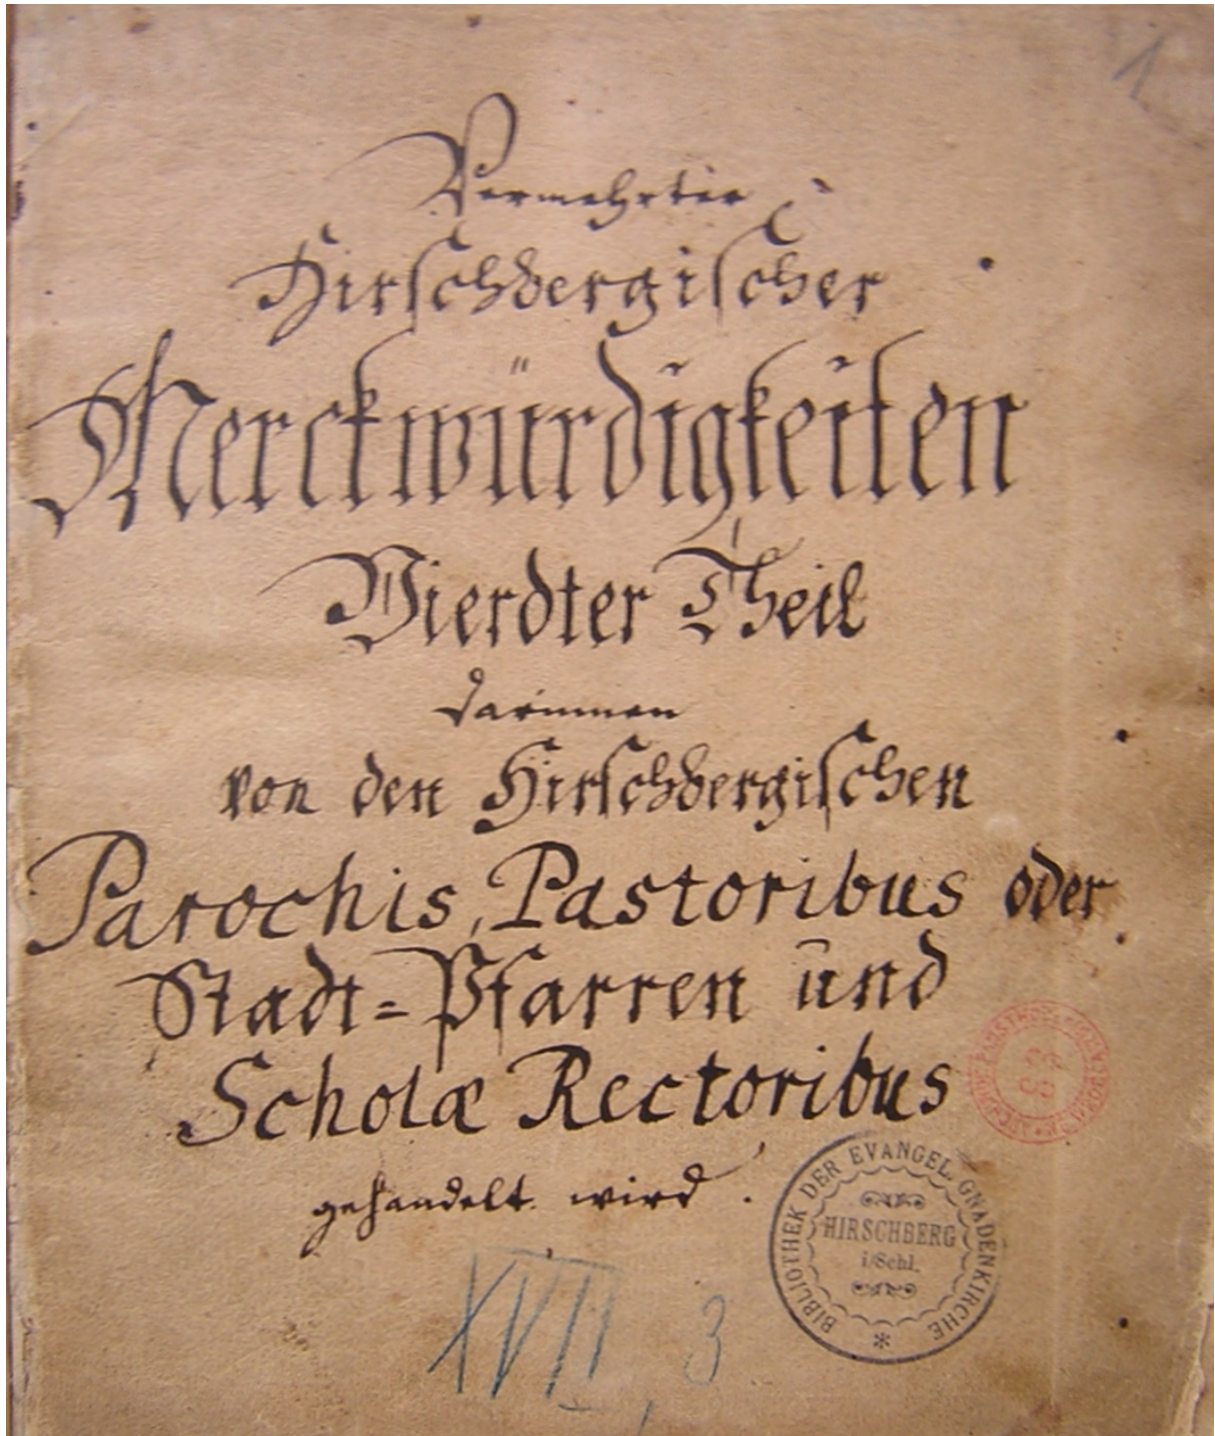 1
Vermehrter
Hirschbergischer
Merckwürdigkeiten
Vierdter Theil
darinnen
von den Hirschbergischen
Parochis, Pastoribus oder
Stadt=Pfarren und
Scholæ Rectoribus
gehandelt wird.
BIBLIOTHEK DER EVANGEL. GNADENKIRCHE
HIRSCHBERG
i/Schl.
XVII, 3